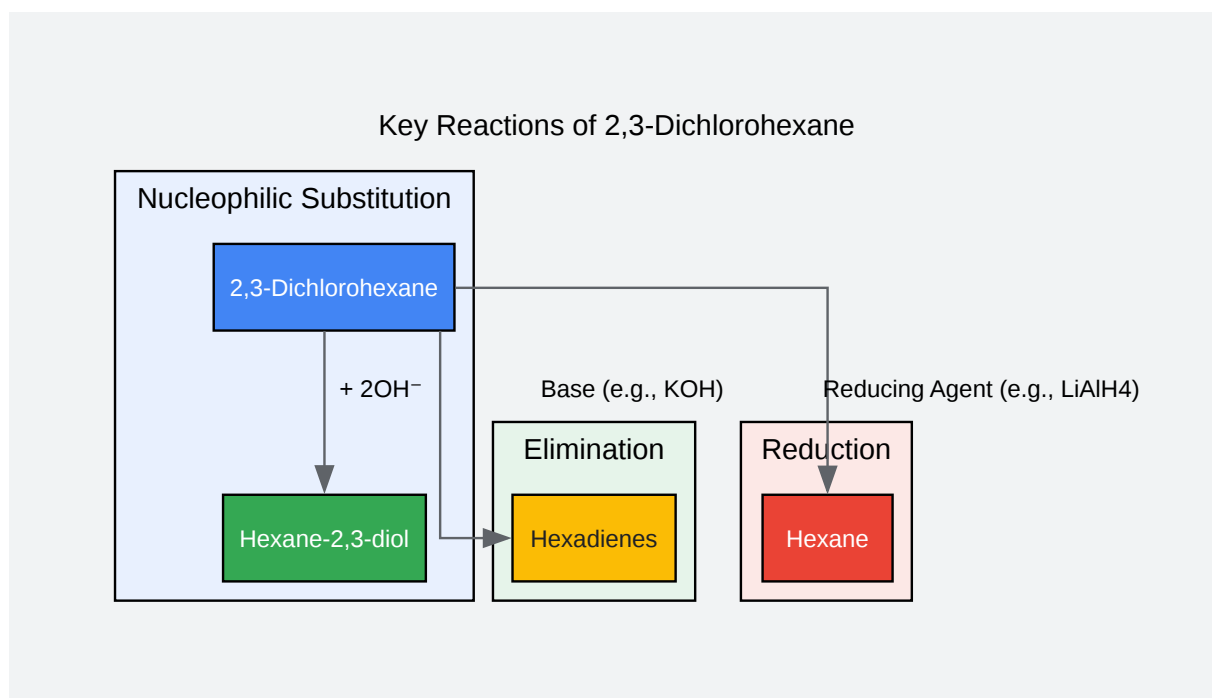 Key Reactions of 2,3-Dichlorohexane
Nucleophilic Substitution
2,3-Dichlorohexane
+ 2OH⁻
Base (e.g., KOH)
Reducing Agent (e.g., LiAlH4)
Elimination
Reduction
Hexane-2,3-diol
Hexadienes
Hexane